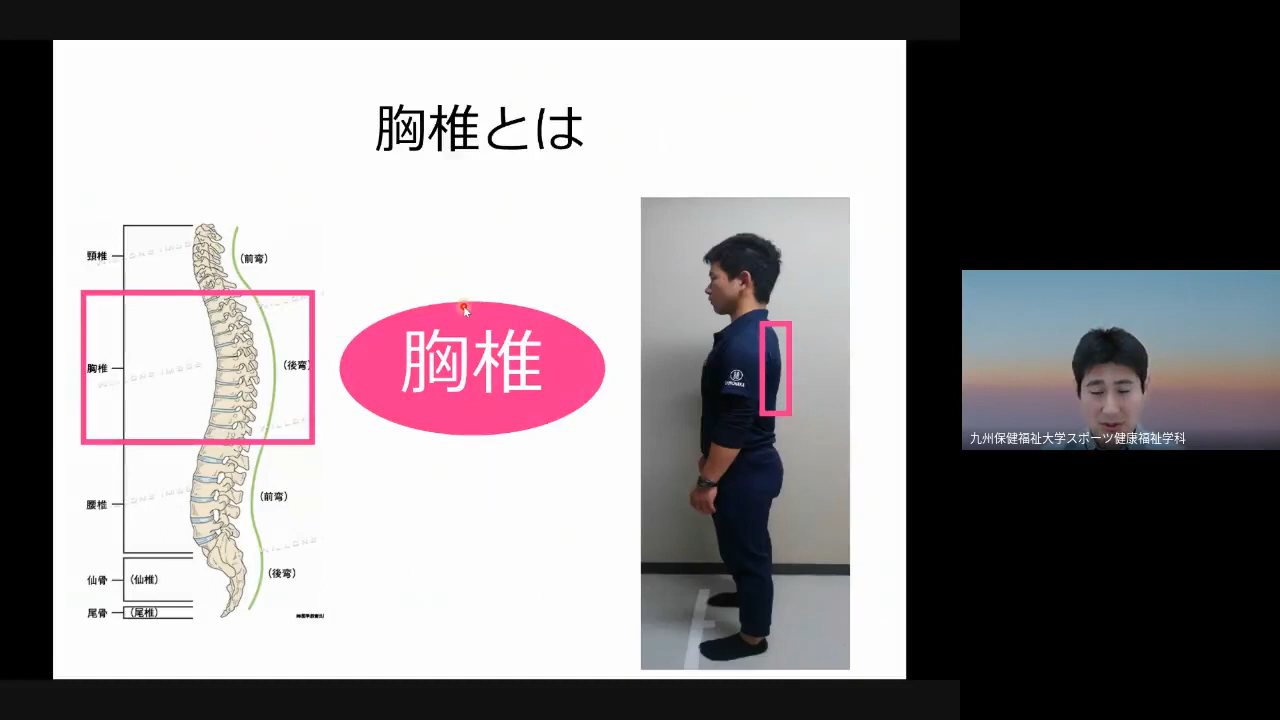 胸椎とは
頸椎
(前弯)
胸椎
(後弯)
腰椎
(前弯)
仙骨
(仙椎)
(後弯)
尾骨
(尾椎)
胸椎
九州保健福祉大学スポーツ健康福祉学科